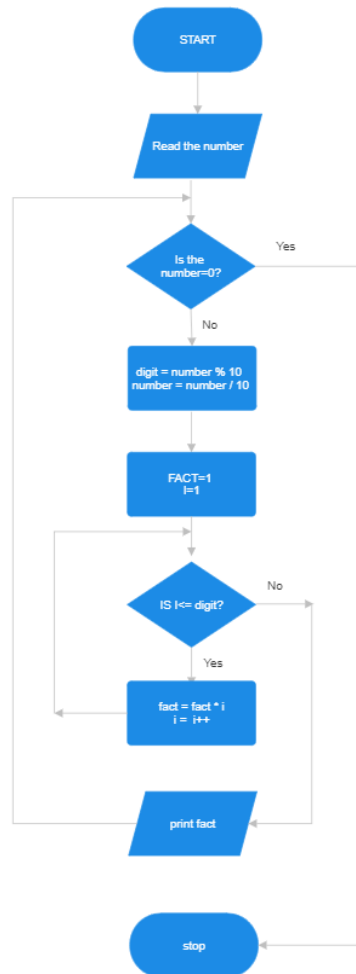 START
Read the number
Is the
number=0?
Yes
No
digit = number % 10
number = number / 10
FACT=1
I=1
IS I<= digit?
No
Yes
fact = fact * i
i = i++
print fact
stop